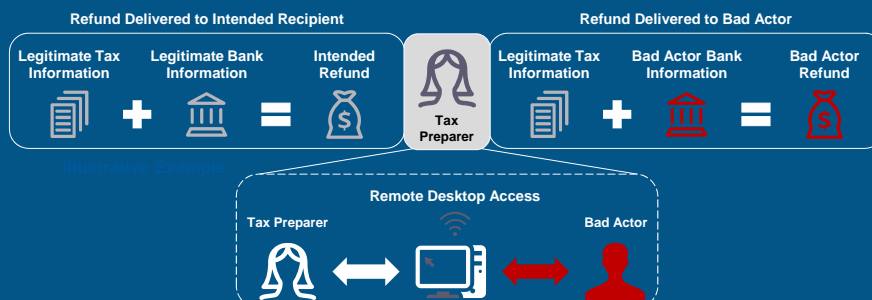 Refund Delivered to Intended Recipient
Legitimate Tax
Information
Legitimate Bank
Information
Intended
Refund
$
Tax
Preparer
Refund Delivered to Bad Actor
Legitimate Tax
Information
Bad Actor Bank
Information
Bad Actor
Refund
$
Illustrative Example
Remote Desktop Access
Tax Preparer
Bad Actor